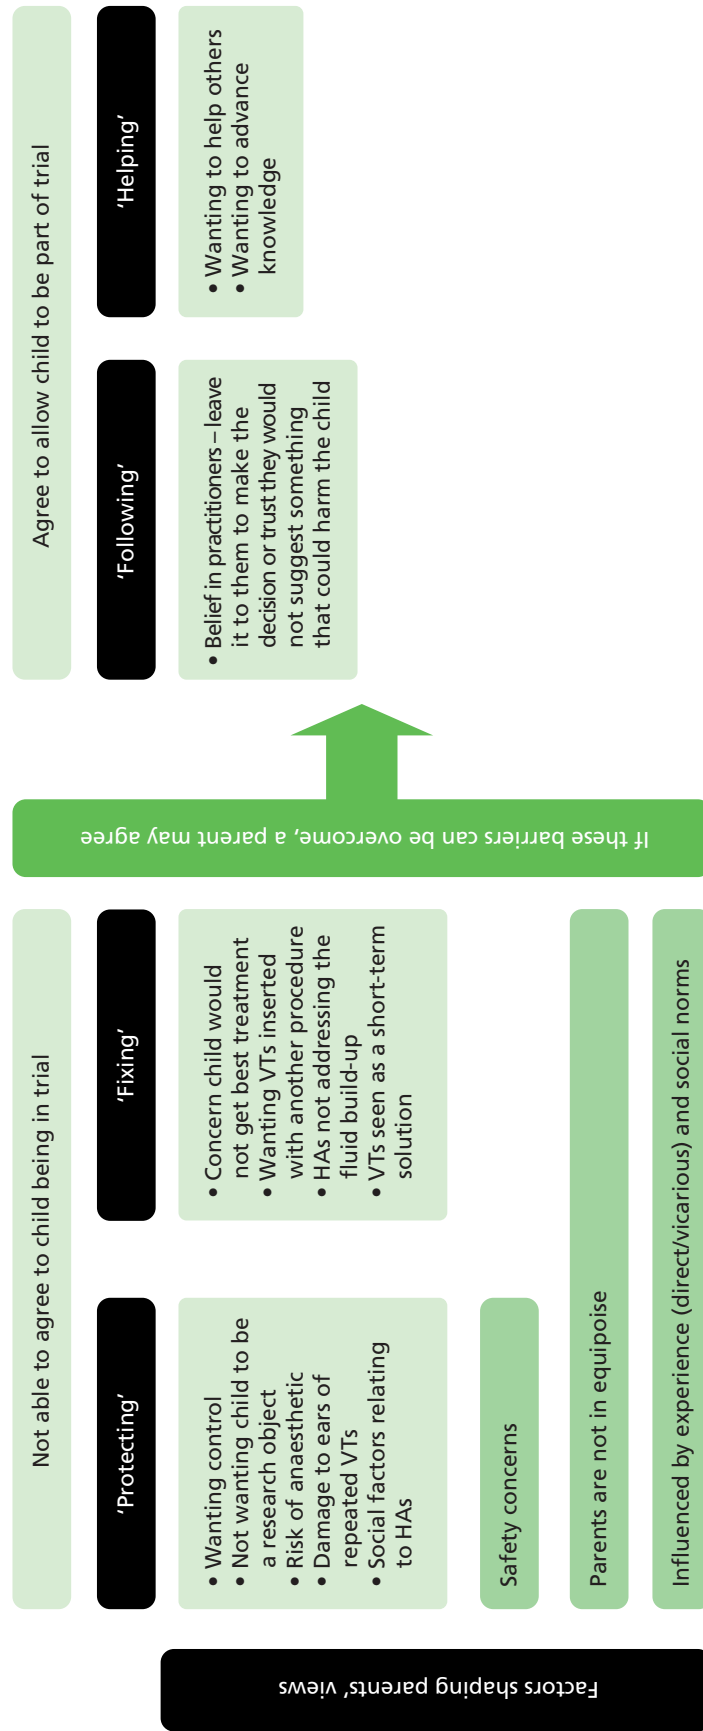 Factors shaping parents’ views
Not able to agree to child being in trial
‘Protecting’
• Wanting control
• Not wanting child to be
a research object
• Risk of anaesthetic
• Damage to ears of
repeated VTs
• Social factors relating
to HAs
‘Fixing’
• Concern child would
not get best treatment
• Wanting VTs inserted
with another procedure
• HAs not addressing the
fluid build-up
• VTs seen as a short-term
solution
Safety concerns
Parents are not in equipoise
Influenced by experience (direct/vicarious) and social norms
If these barriers can be overcome, a parent may agree
Agree to allow child to be part of trial
‘Following’
• Belief in practitioners – leave
it to them to make the
decision or trust they would
not suggest something
that could harm the child
‘Helping’
• Wanting to help others
• Wanting to advance
knowledge